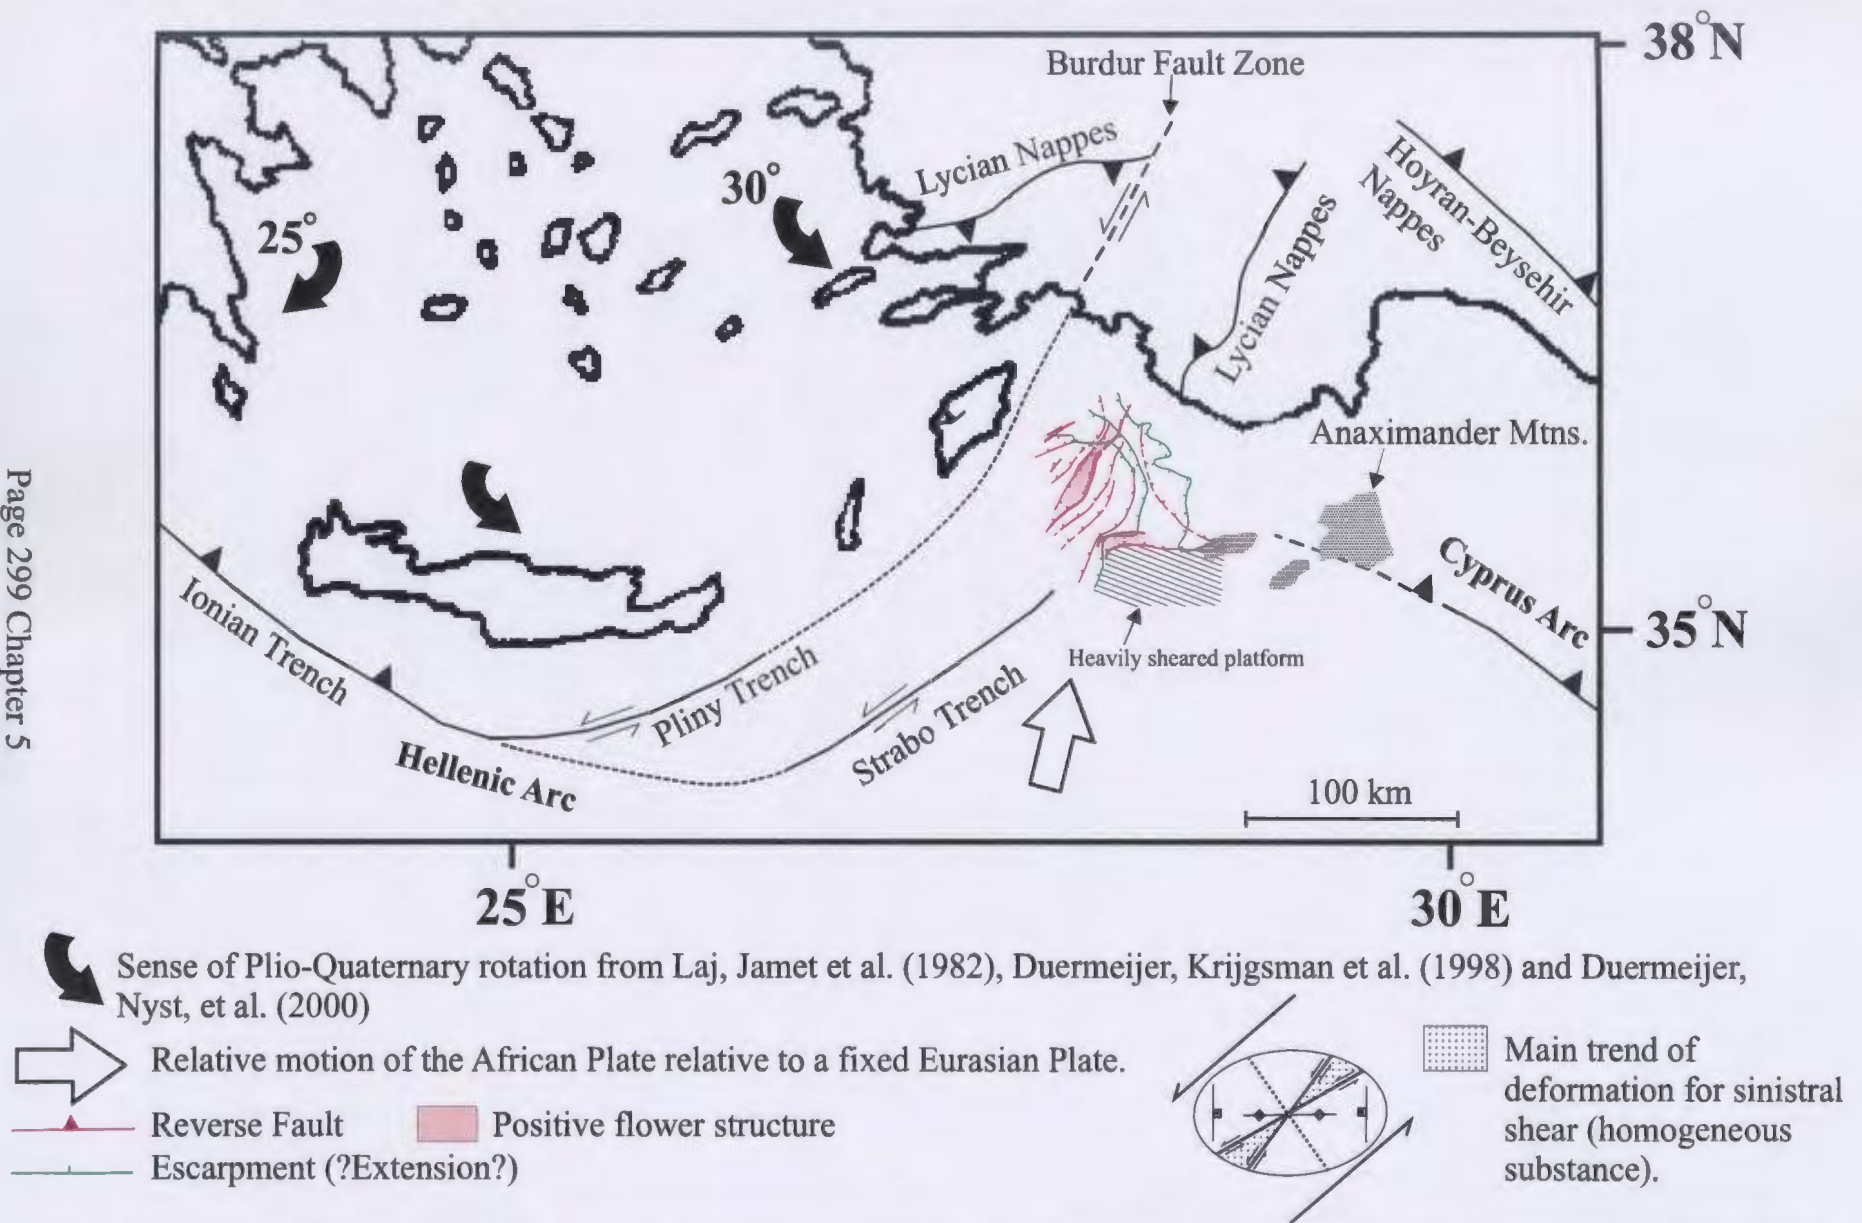 Burdur Fault Zone
38°N
Lycian Nappes
Hoyran-Beysehir
Nappes
30°
25°
Lycian Nappes
Anaximander Mtns.
Cyprus Arc
35°N
Ionian Trench
Heavily sheared platform
Pliny Trench
Strabo Trench
Hellenic Arc
100 km
25°E
30°E
Page 299 Chapter 5
Sense of Plio-Quaternary rotation from Laj, Jamet et al. (1982), Duermeijer, Krijgsman et al. (1998) and Duermeijer,
Nyst, et al. (2000)
Relative motion of the African Plate relative to a fixed Eurasian Plate.
Reverse Fault
Positive flower structure
Escarpment (?Extension?)
Main trend of
deformation for sinistral
shear (homogeneous
substance).